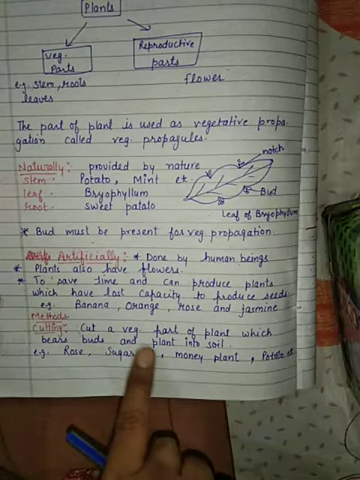 Plants
veg. Reproductive
Parts parts
e.g. stem, roots flower
leaves
The part of plant is used as vegetative propa
gation called veg. propagules.
Naturally: provided by nature notch
stem - Potato, Mint etc.
leaf - Bryophyllum Bud
root - sweet patato Leaf of Bryophyllum
* Bud must be present for veg. propagation.
Artificially: * Done by human beings
* Plants also have flowers.
* To save time and can produce plants
which have lost capacity to produce seeds.
e.g. Banana, Orange, rose and jasmine
Methods
Cutting: Cut a veg. part of plant which
bears buds and plant into soil.
e.g. Rose, Sugar , money plant, Potato